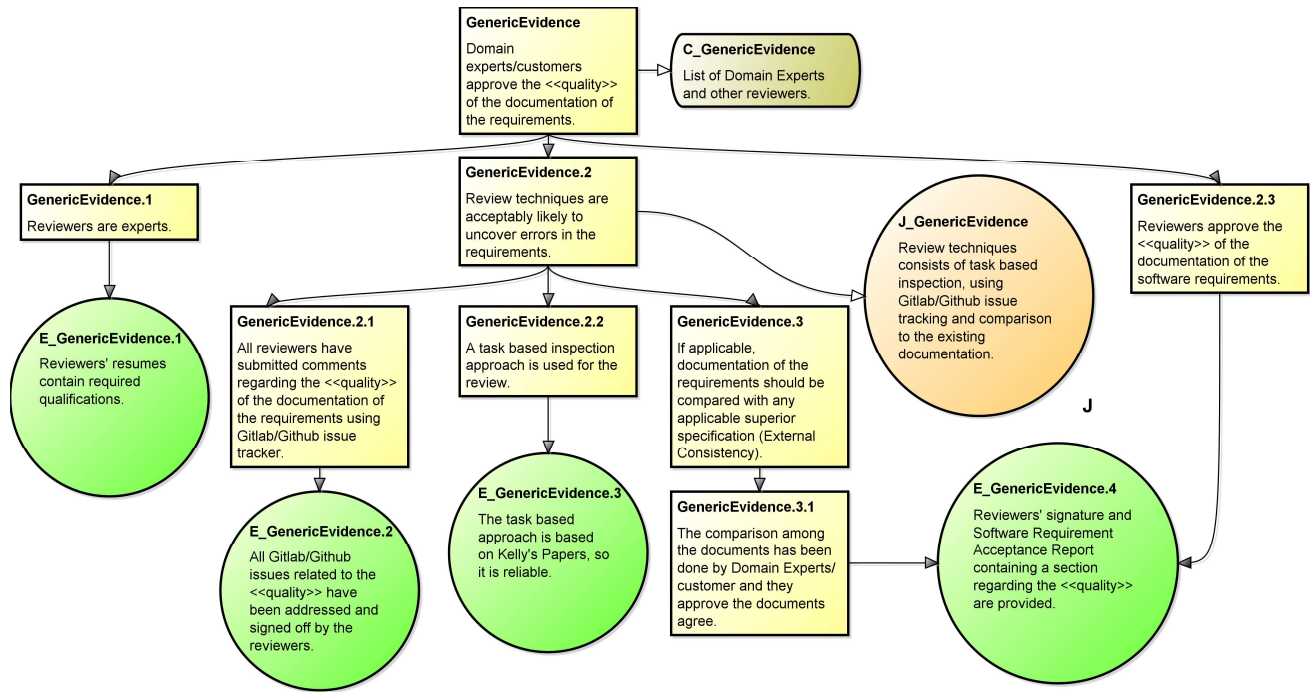 GenericEvidence
Domain
experts/customers
approve the <<quality>>
of the documentation of
the requirements.
C_GenericEvidence
List of Domain Experts
and other reviewers.
GenericEvidence.1
Reviewers are experts.
GenericEvidence.2
Review techniques are
acceptably likely to
uncover errors in the
requirements.
J_GenericEvidence
Review techniques
consists of task based
inspection, using
Gitlab/Github issue
tracking and comparison
to the existing
documentation.
J
GenericEvidence.2.3
Reviewers approve the
<<quality>> of the
documentation of the
software requirements.
E_GenericEvidence.1
Reviewers' resumes
contain required
qualifications.
GenericEvidence.2.1
All reviewers have
submitted comments
regarding the <<quality>>
of the documentation of
the requirements using
Gitlab/Github issue
tracker.
GenericEvidence.2.2
A task based inspection
approach is used for the
review.
GenericEvidence.3
If applicable,
documentation of the
requirements should be
compared with any
applicable superior
specification (External
Consistency).
E_GenericEvidence.2
All Gitlab/Github
issues related to the
<<quality>> have
been addressed and
signed off by the
reviewers.
E_GenericEvidence.3
The task based
approach is based
on Kelly's Papers, so
it is reliable.
GenericEvidence.3.1
The comparison among
the documents has been
done by Domain Experts/
customer and they
approve the documents
agree.
E_GenericEvidence.4
Reviewers' signature and
Software Requirement
Acceptance Report
containing a section
regarding the <<quality>>
are provided.